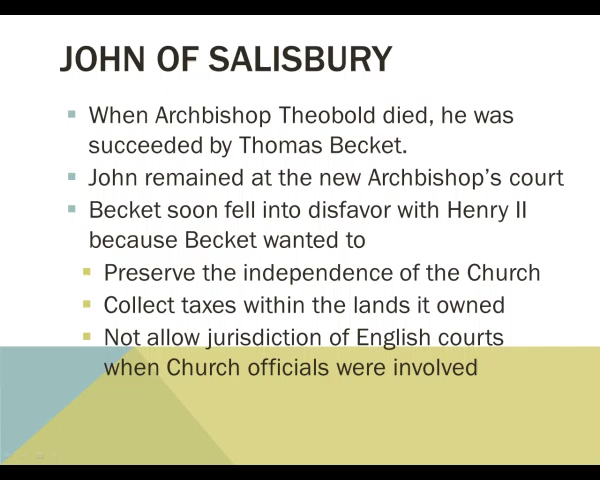 JOHN OF SALISBURY
When Archbishop Theobold died, he was
succeeded by Thomas Becket.
John remained at the new Archbishop's court
Becket soon fell into disfavor with Henry II
because Becket wanted to
Preserve the independence of the Church
Collect taxes within the lands it owned
Not allow jurisdiction of English courts
when Church officials were involved